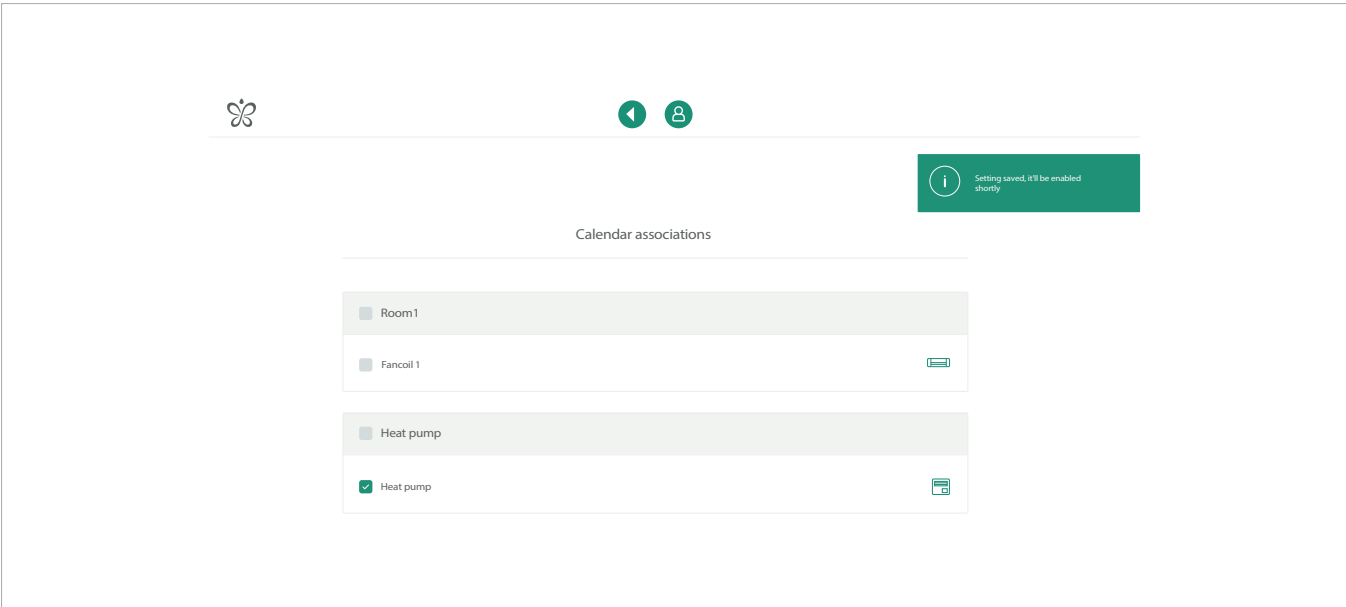 Setting saved, it'll be enabled
shortly
Calendar associations
Room1
Fancoil 1
Heat pump
Heat pump